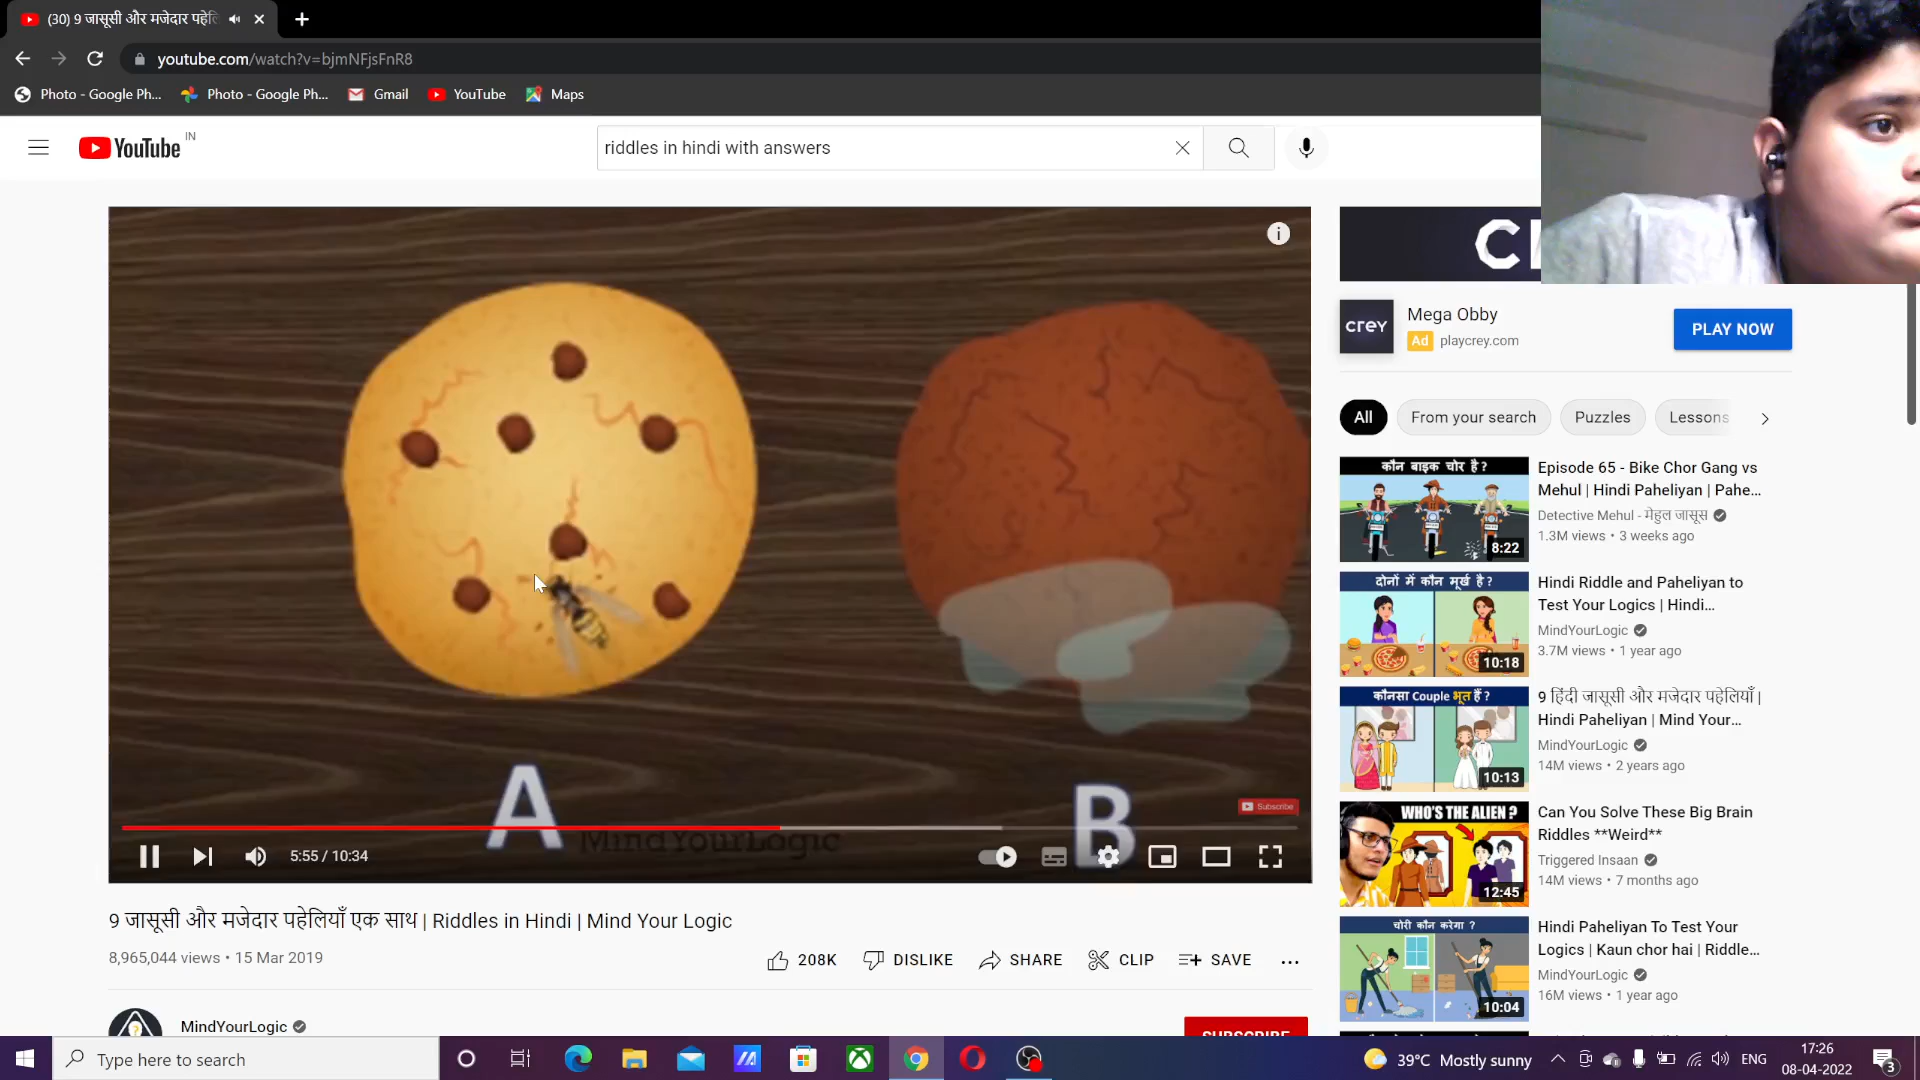 (30) 9 जासूसी और मजेदार पहेलि
youtube.com/watch?v=bjmNFjsFnR8
Photo - Google Ph...
Photo - Google Ph...
Gmail
YouTube
Maps
YouTube IN
riddles in hindi with answers
A
B
MindYourLogic
Subscribe
5:55 / 10:34
9 जासूसी और मजेदार पहेलियाँ एक साथ | Riddles in Hindi | Mind Your Logic
8,965,044 views • 15 Mar 2019
208K
DISLIKE
SHARE
CLIP
SAVE
MindYourLogic
SUBSCRIBE
crey
Mega Obby
Ad playcrey.com
PLAY NOW
All
From your search
Puzzles
Lessons
कौन बाइक चोर है ?
8:22
Episode 65 - Bike Chor Gang vs
Mehul | Hindi Paheliyan | Pahe...
Detective Mehul - मेहुल जासूस
1.3M views • 3 weeks ago
दोनों में कौन मूर्ख है ?
10:18
Hindi Riddle and Paheliyan to
Test Your Logics | Hindi...
MindYourLogic
3.7M views • 1 year ago
कौनसा Couple भूत हैं ?
10:13
9 हिंदी जासूसी और मजेदार पहेलियाँ |
Hindi Paheliyan | Mind Your...
MindYourLogic
14M views • 2 years ago
WHO'S THE ALIEN ?
12:45
Can You Solve These Big Brain
Riddles **Weird**
Triggered Insaan
14M views • 7 months ago
चोरी कौन करेगा ?
10:04
Hindi Paheliyan To Test Your
Logics | Kaun chor hai | Riddle...
MindYourLogic
16M views • 1 year ago
Type here to search
39°C Mostly sunny
ENG
17:26
08-04-2022
3